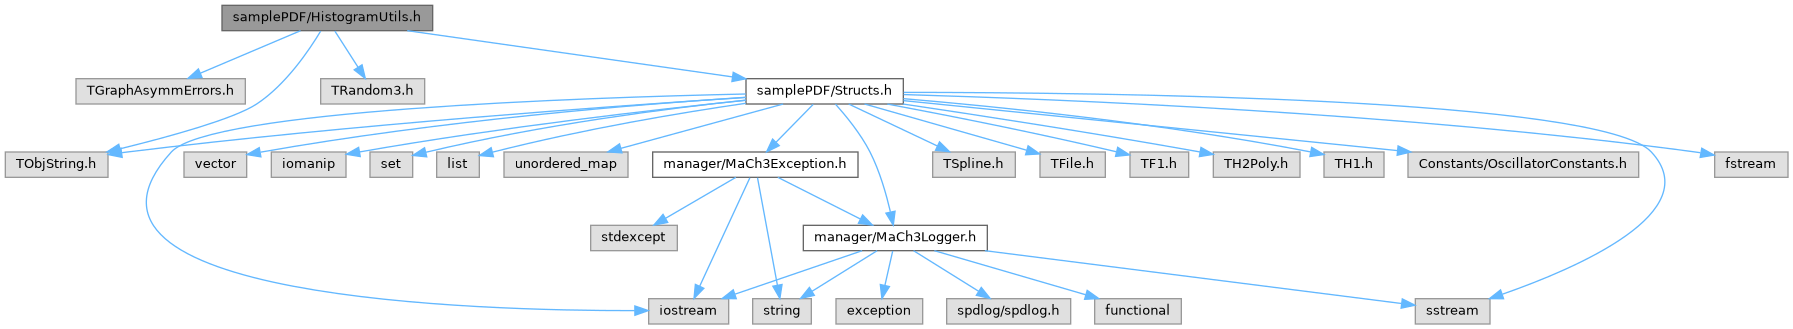 samplePDF/HistogramUtils.h
TGraphAsymmErrors.h
TRandom3.h
samplePDF/Structs.h
TObjString.h
vector
iomanip
set
list
unordered_map
manager/MaCh3Exception.h
TSpline.h
TFile.h
TF1.h
TH2Poly.h
TH1.h
Constants/OscillatorConstants.h
fstream
stdexcept
manager/MaCh3Logger.h
iostream
string
exception
spdlog/spdlog.h
functional
sstream